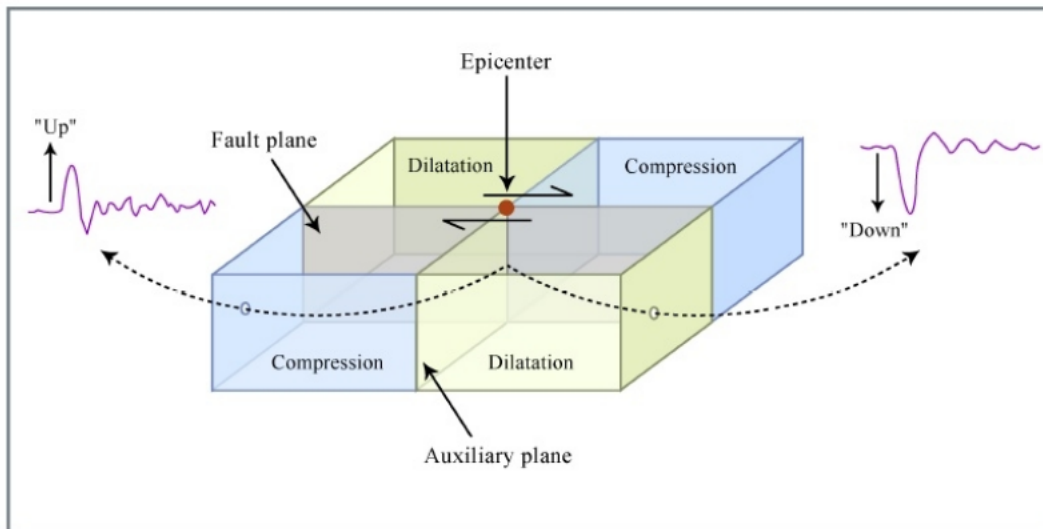 Epicenter
"Up"
Fault plane
Dilatation
Compression
"Down"
Compression
Dilatation
Auxiliary plane